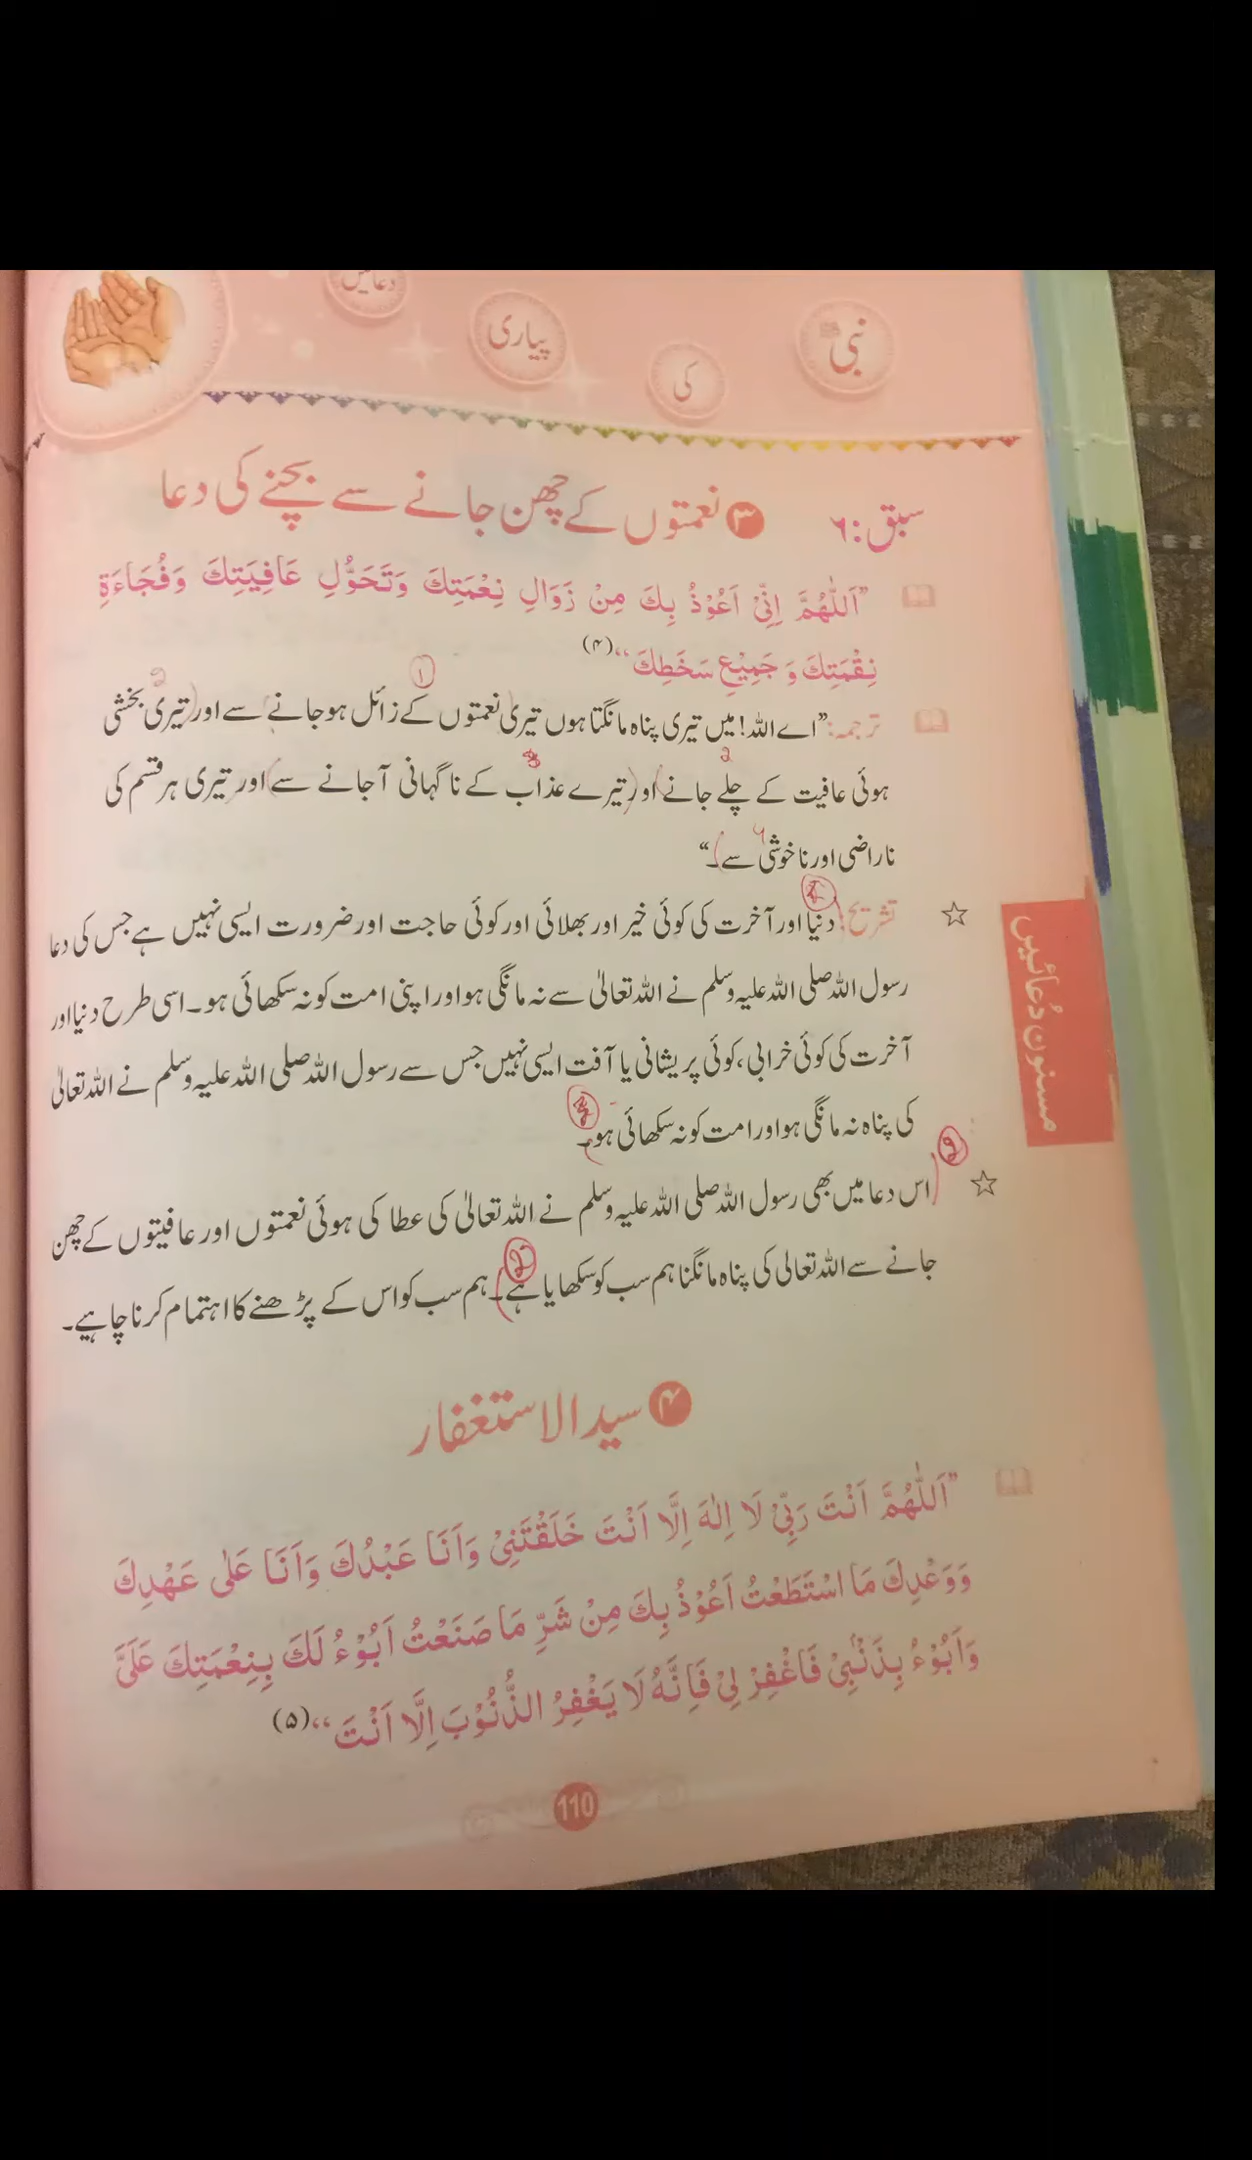 نبی ﷺ
کی
پیاری
دعائیں
سبق:۶
۳ نعمتوں کے چھن جانے سے بچنے کی دعا
”اَللّٰهُمَّ اِنِّیْ اَعُوْذُ بِكَ مِنْ زَوَالِ نِعْمَتِكَ وَتَحَوُّلِ عَافِیَتِكَ وَفُجَاءَةِ
نِقْمَتِكَ وَ جَمِیْعِ سَخَطِكَ“(۴)
ترجمہ: ”اے اللہ! میں تیری پناہ مانگتا ہوں تیری نعمتوں کے زائل ہو جانے سے اور تیری بخشی
ہوئی عافیت کے چلے جانے اور تیرے عذاب کے ناگہانی آ جانے سے اور تیری ہر قسم کی
ناراضی اور ناخوشی سے۔“
☆ تشریح: دنیا اور آخرت کی کوئی خیر اور بھلائی اور کوئی حاجت اور ضرورت ایسی نہیں ہے جس کی دعا
رسول اللہ صلی اللہ علیہ وسلم نے اللہ تعالیٰ سے نہ مانگی ہو اور اپنی امت کو نہ سکھائی ہو۔ اسی طرح دنیا اور
آخرت کی کوئی خرابی، کوئی پریشانی یا آفت ایسی نہیں جس سے رسول اللہ صلی اللہ علیہ وسلم نے اللہ تعالیٰ
کی پناہ نہ مانگی ہو اور امت کو نہ سکھائی ہو۔
☆ اس دعا میں بھی رسول اللہ صلی اللہ علیہ وسلم نے اللہ تعالیٰ کی عطا کی ہوئی نعمتوں اور عافیتوں کے چھن
جانے سے اللہ تعالی کی پناہ مانگنا ہم سب کو سکھایا ہے۔ ہم سب کو اس کے پڑھنے کا اہتمام کرنا چاہیے۔
۴ سید الاستغفار
”اَللّٰهُمَّ اَنْتَ رَبِّیْ لَا اِلٰهَ اِلَّا اَنْتَ خَلَقْتَنِیْ وَاَنَا عَبْدُكَ وَاَنَا عَلٰی عَهْدِكَ
وَوَعْدِكَ مَا اسْتَطَعْتُ اَعُوْذُ بِكَ مِنْ شَرِّ مَا صَنَعْتُ اَبُوْءُ لَكَ بِنِعْمَتِكَ عَلَیَّ
وَاَبُوْءُ بِذَنْۢبِیْ فَاغْفِرْ لِیْ فَاِنَّهٗ لَا یَغْفِرُ الذُّنُوْبَ اِلَّا اَنْتَ“(۵)
مسنون دُعائیں
110